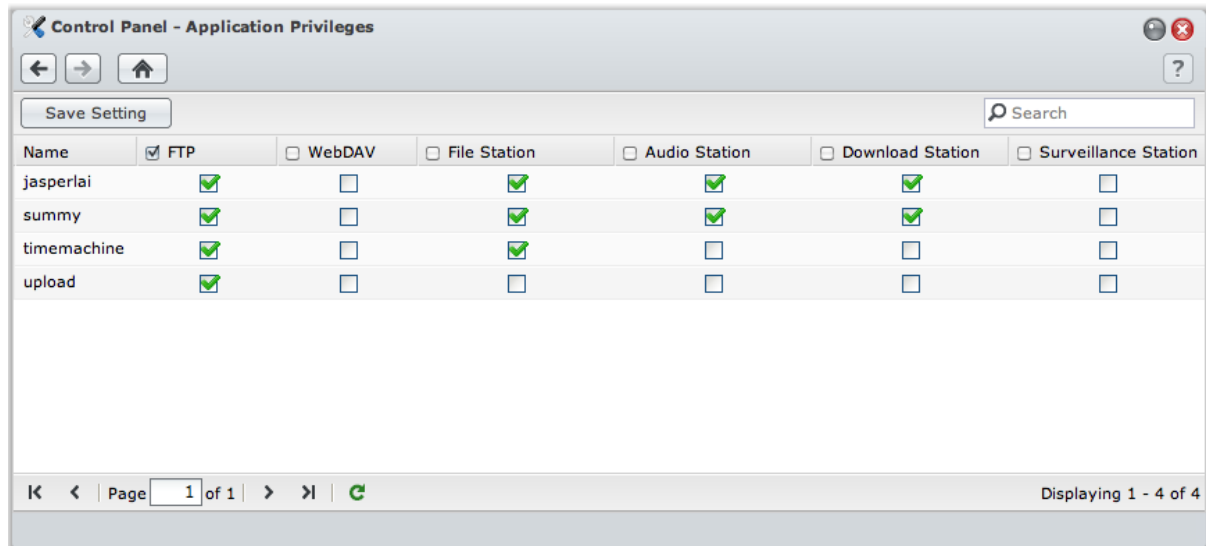 Control Panel - Application Privileges
?
Save Setting
Search
Name FTP WebDAV File Station Audio Station Download Station Surveillance Station
jasperlai
summy
timemachine
upload
Page 1 of 1
Displaying 1 - 4 of 4